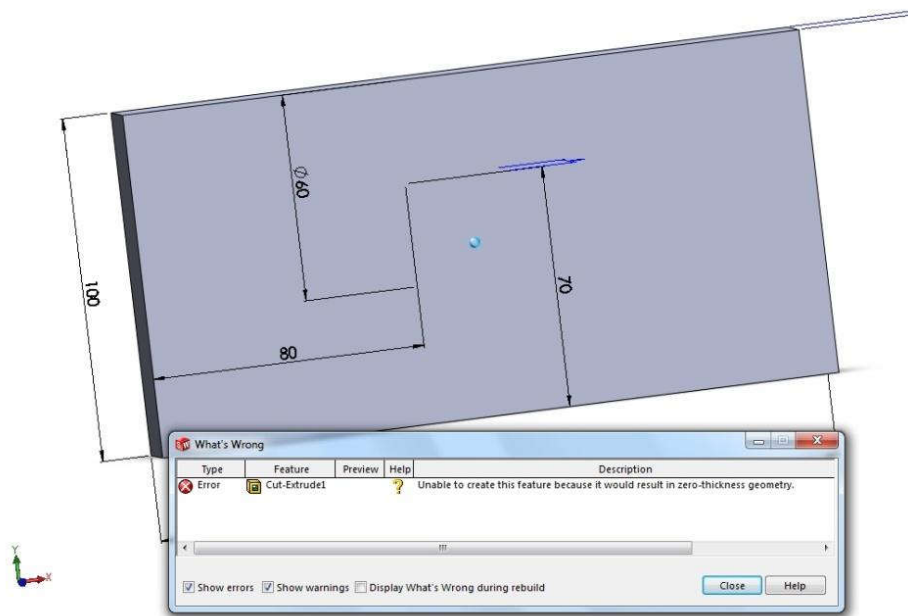 Ø60
100
70
80
What's Wrong
Type Feature Preview Help Description
Error Cut-Extrude1 ? Unable to create this feature because it would result in zero-thickness geometry.
Show errors Show warnings Display What's Wrong during rebuild Close Help
Y
X